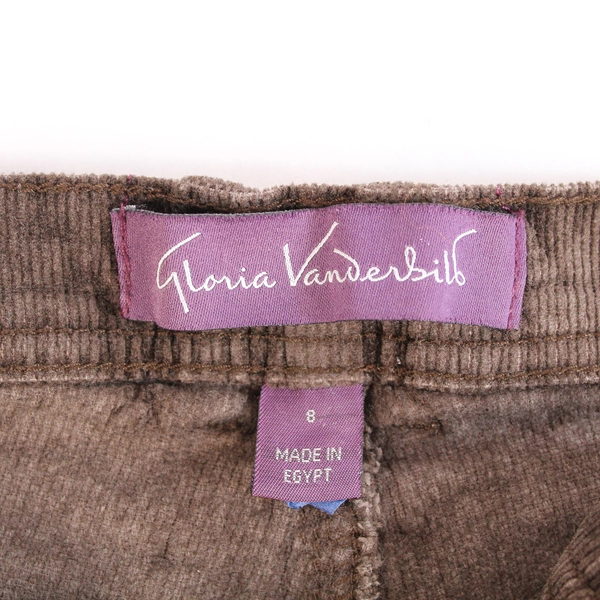 Gloria Vanderbilt
8
MADE IN
EGYPT